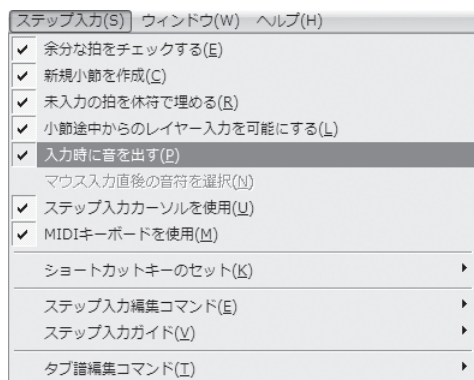 ステップ入力(S) ウィンドウ(W) ヘルプ(H)
余分な拍をチェックする(E)
新規小節を作成(C)
未入力の拍を休符で埋める(R)
小節途中からのレイヤー入力を可能にする(L)
入力時に音を出す(P)
マウス入力直後の音符を選択(N)
ステップ入力カーソルを使用(U)
MIDIキーボードを使用(M)
ショートカットキーのセット(K)
ステップ入力編集コマンド(E)
ステップ入力ガイド(V)
タブ譜編集コマンド(T)